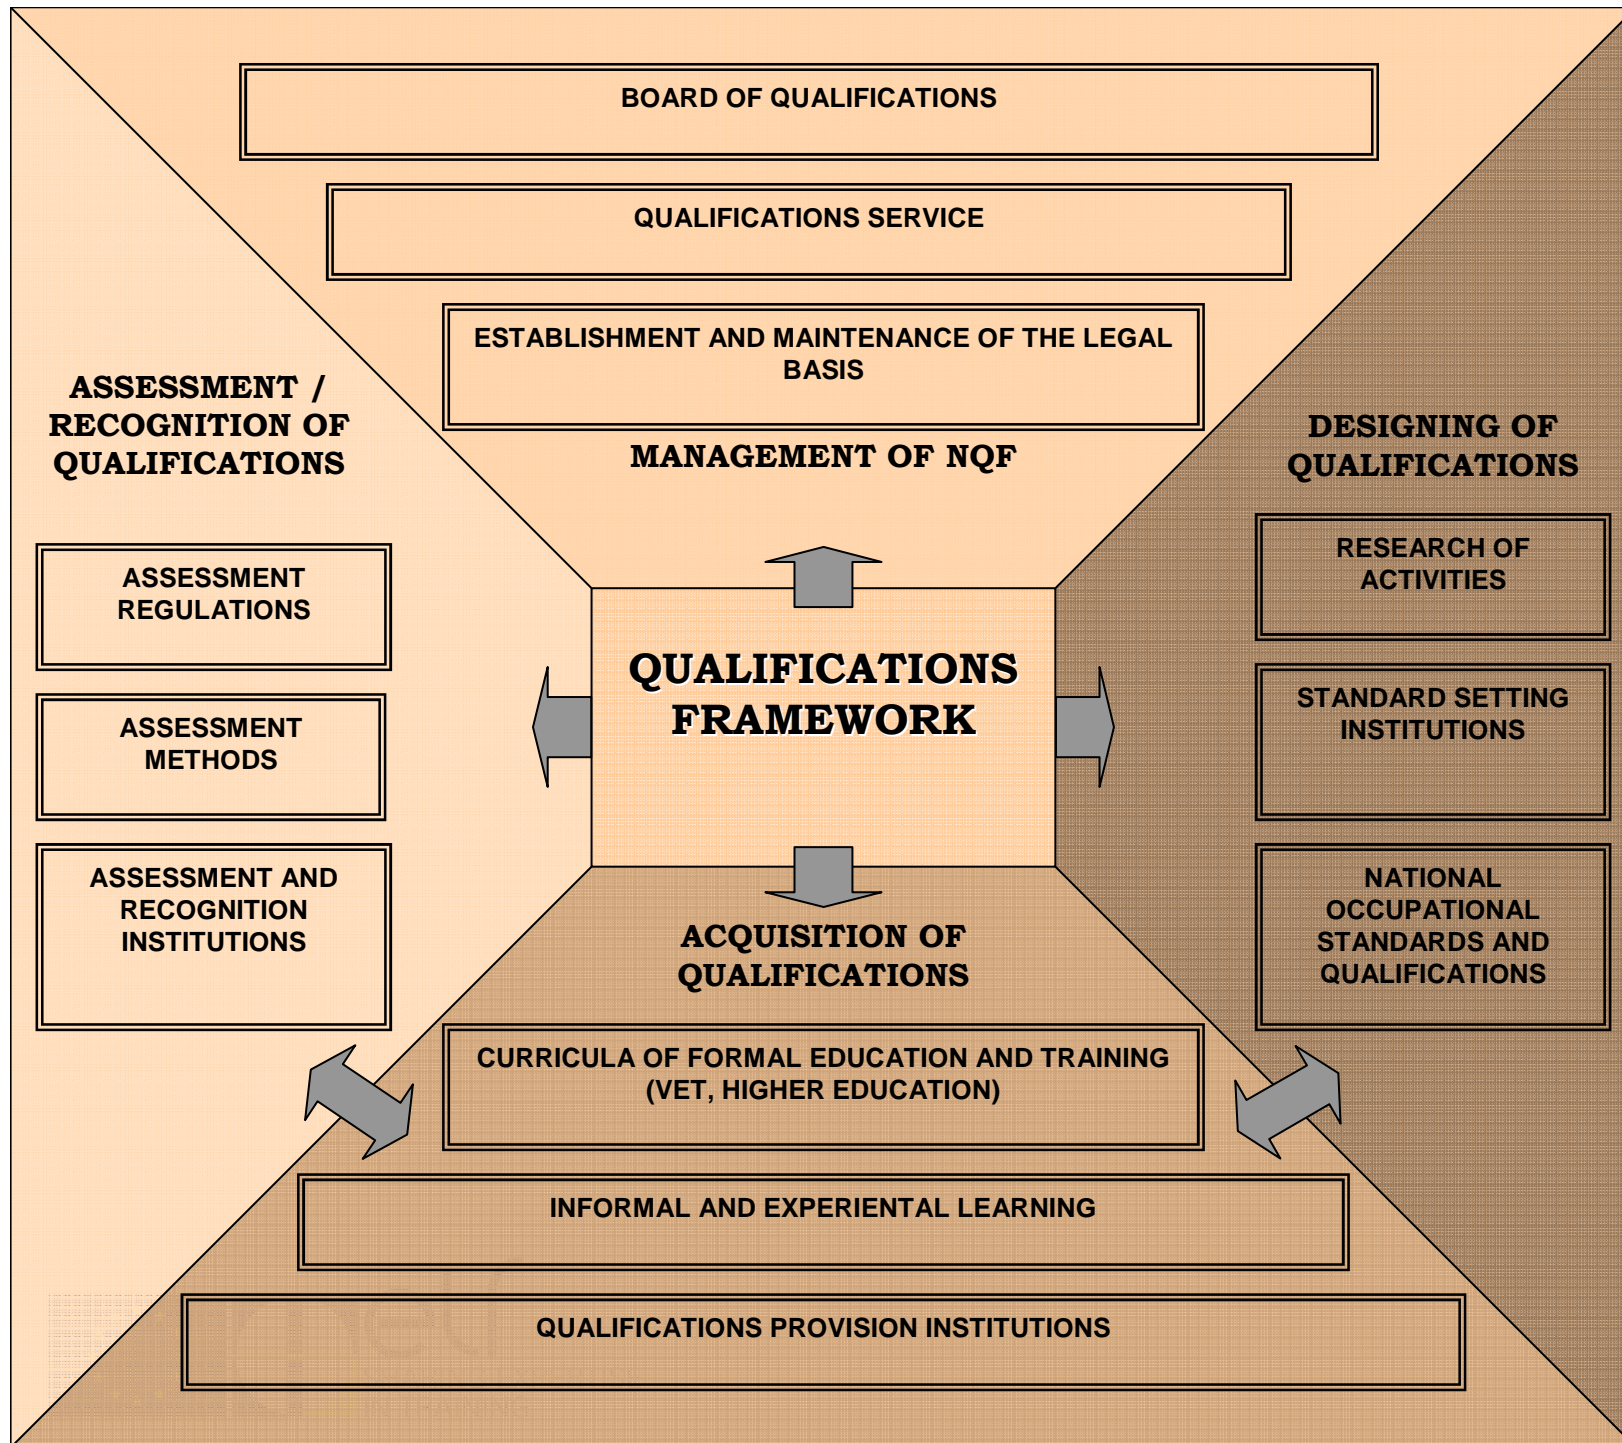 BOARD OF QUALIFICATIONS
QUALIFICATIONS SERVICE
ESTABLISHMENT AND MAINTENANCE OF THE LEGAL
BASIS
MANAGEMENT OF NQF
ASSESSMENT /
RECOGNITION OF
QUALIFICATIONS
ASSESSMENT
REGULATIONS
ASSESSMENT
METHODS
ASSESSMENT AND
RECOGNITION
INSTITUTIONS
QUALIFICATIONS
FRAMEWORK
DESIGNING OF
QUALIFICATIONS
RESEARCH OF
ACTIVITIES
STANDARD SETTING
INSTITUTIONS
NATIONAL
OCCUPATIONAL
STANDARDS AND
QUALIFICATIONS
ACQUISITION OF
QUALIFICATIONS
CURRICULA OF FORMAL EDUCATION AND TRAINING
(VET, HIGHER EDUCATION)
INFORMAL AND EXPERIENTAL LEARNING
QUALIFICATIONS PROVISION INSTITUTIONS